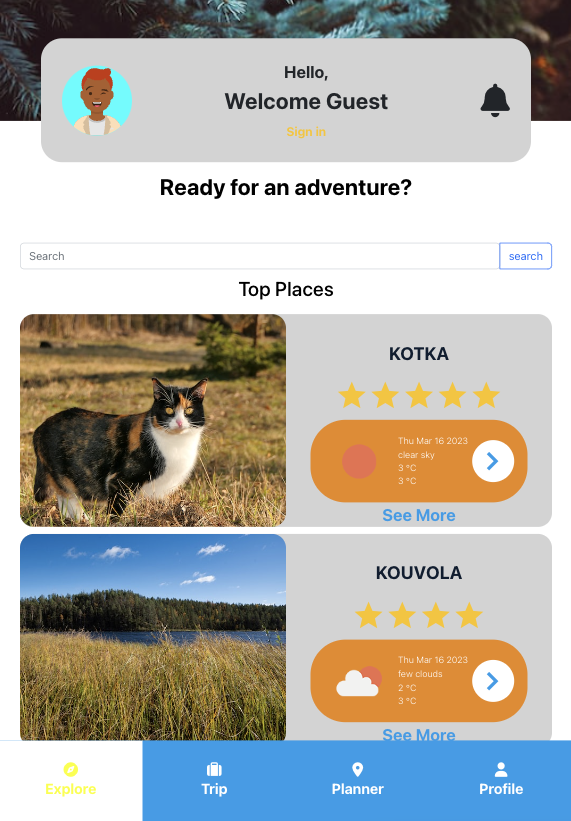 Hello,
Welcome Guest
Sign in
Ready for an adventure?
Search
search
Top Places
KOTKA
Thu Mar 16 2023
clear sky
3 °C
3 °C
See More
KOUVOLA
Thu Mar 16 2023
few clouds
2 °C
3 °C
See More
Explore
Trip
Planner
Profile